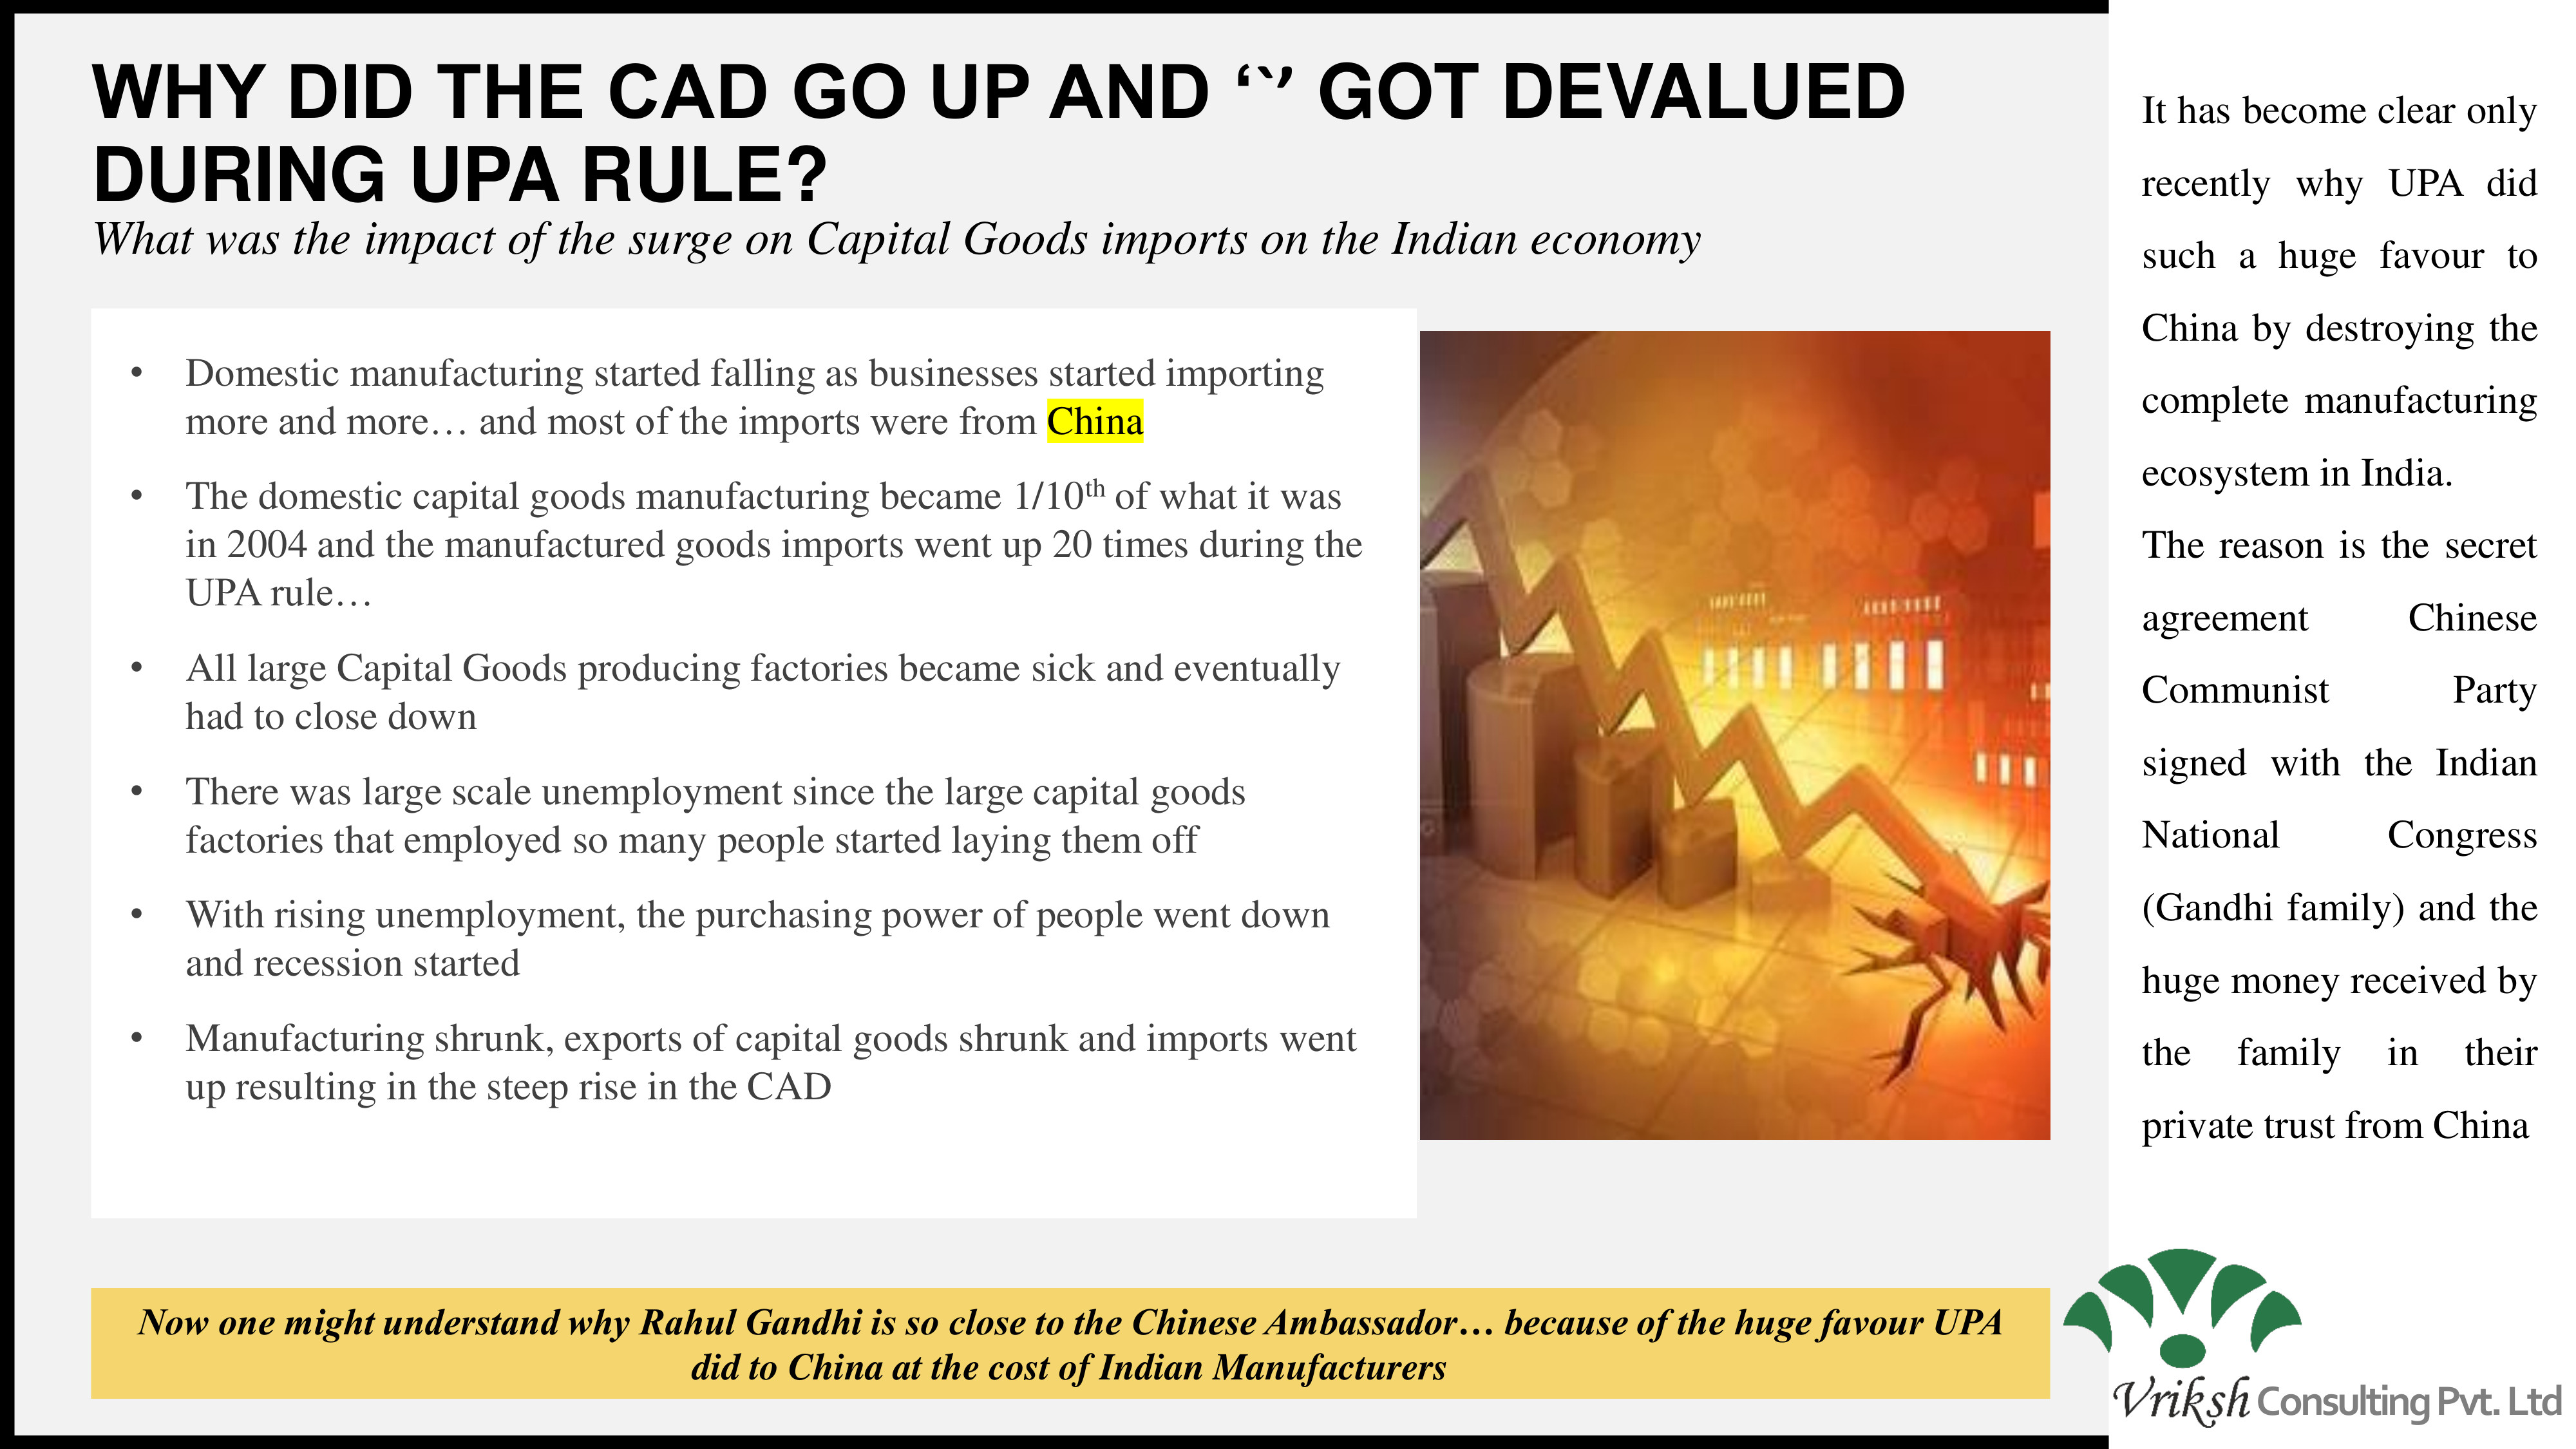 WHY DID THE CAD GO UP AND ‘`’ GOT DEVALUED
DURING UPA RULE?
What was the impact of the surge on Capital Goods imports on the Indian economy
• Domestic manufacturing started falling as businesses started importing
more and more… and most of the imports were from China
• The domestic capital goods manufacturing became 1/10th of what it was
in 2004 and the manufactured goods imports went up 20 times during the
UPA rule…
• All large Capital Goods producing factories became sick and eventually
had to close down
• There was large scale unemployment since the large capital goods
factories that employed so many people started laying them off
• With rising unemployment, the purchasing power of people went down
and recession started
• Manufacturing shrunk, exports of capital goods shrunk and imports went
up resulting in the steep rise in the CAD
Now one might understand why Rahul Gandhi is so close to the Chinese Ambassador… because of the huge favour UPA
did to China at the cost of Indian Manufacturers
It has become clear only
recently why UPA did
such a huge favour to
China by destroying the
complete manufacturing
ecosystem in India.
The reason is the secret
agreement Chinese
Communist Party
signed with the Indian
National Congress
(Gandhi family) and the
huge money received by
the family in their
private trust from China
Vriksh Consulting Pvt. Ltd